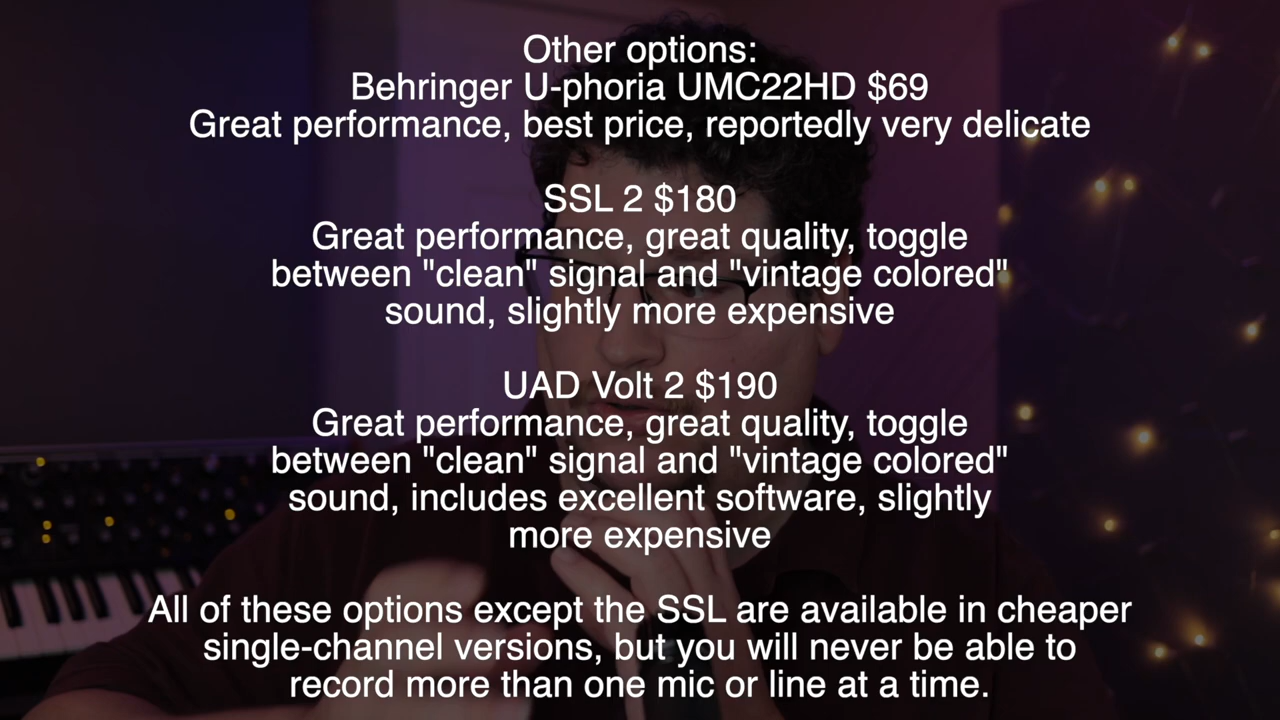 Other options:
Behringer U-phoria UMC22HD $69
Great performance, best price, reportedly very delicate
SSL 2 $180
Great performance, great quality, toggle
between "clean" signal and "vintage colored"
sound, slightly more expensive
UAD Volt 2 $190
Great performance, great quality, toggle
between "clean" signal and "vintage colored"
sound, includes excellent software, slightly
more expensive
All of these options except the SSL are available in cheaper
single-channel versions, but you will never be able to
record more than one mic or line at a time.